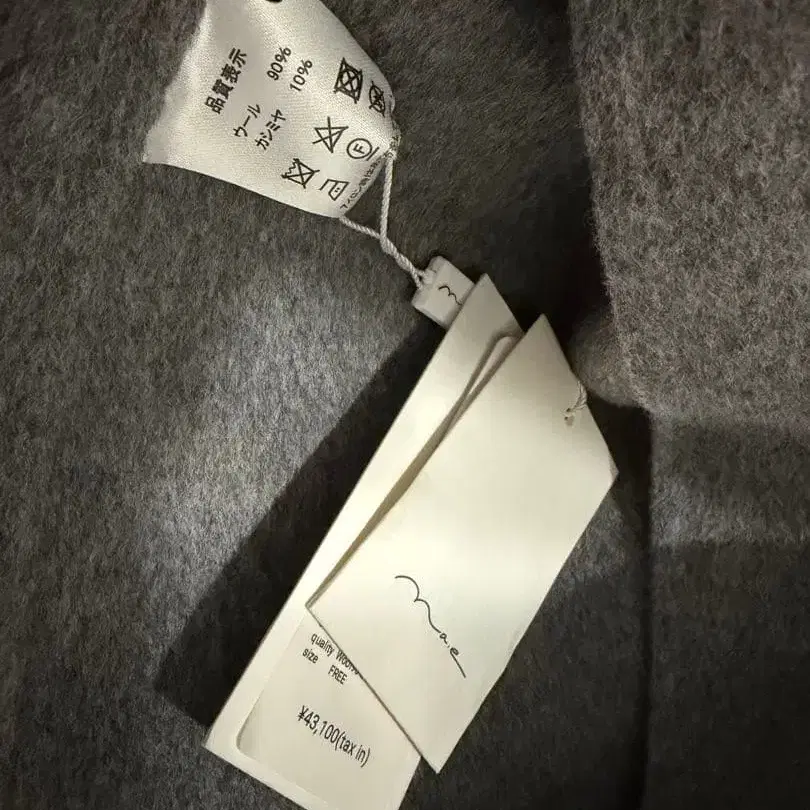 品質表示
ウール 90%
カシミヤ 10%
F
m
ma.e
quality
size FREE
¥43,100(tax in)